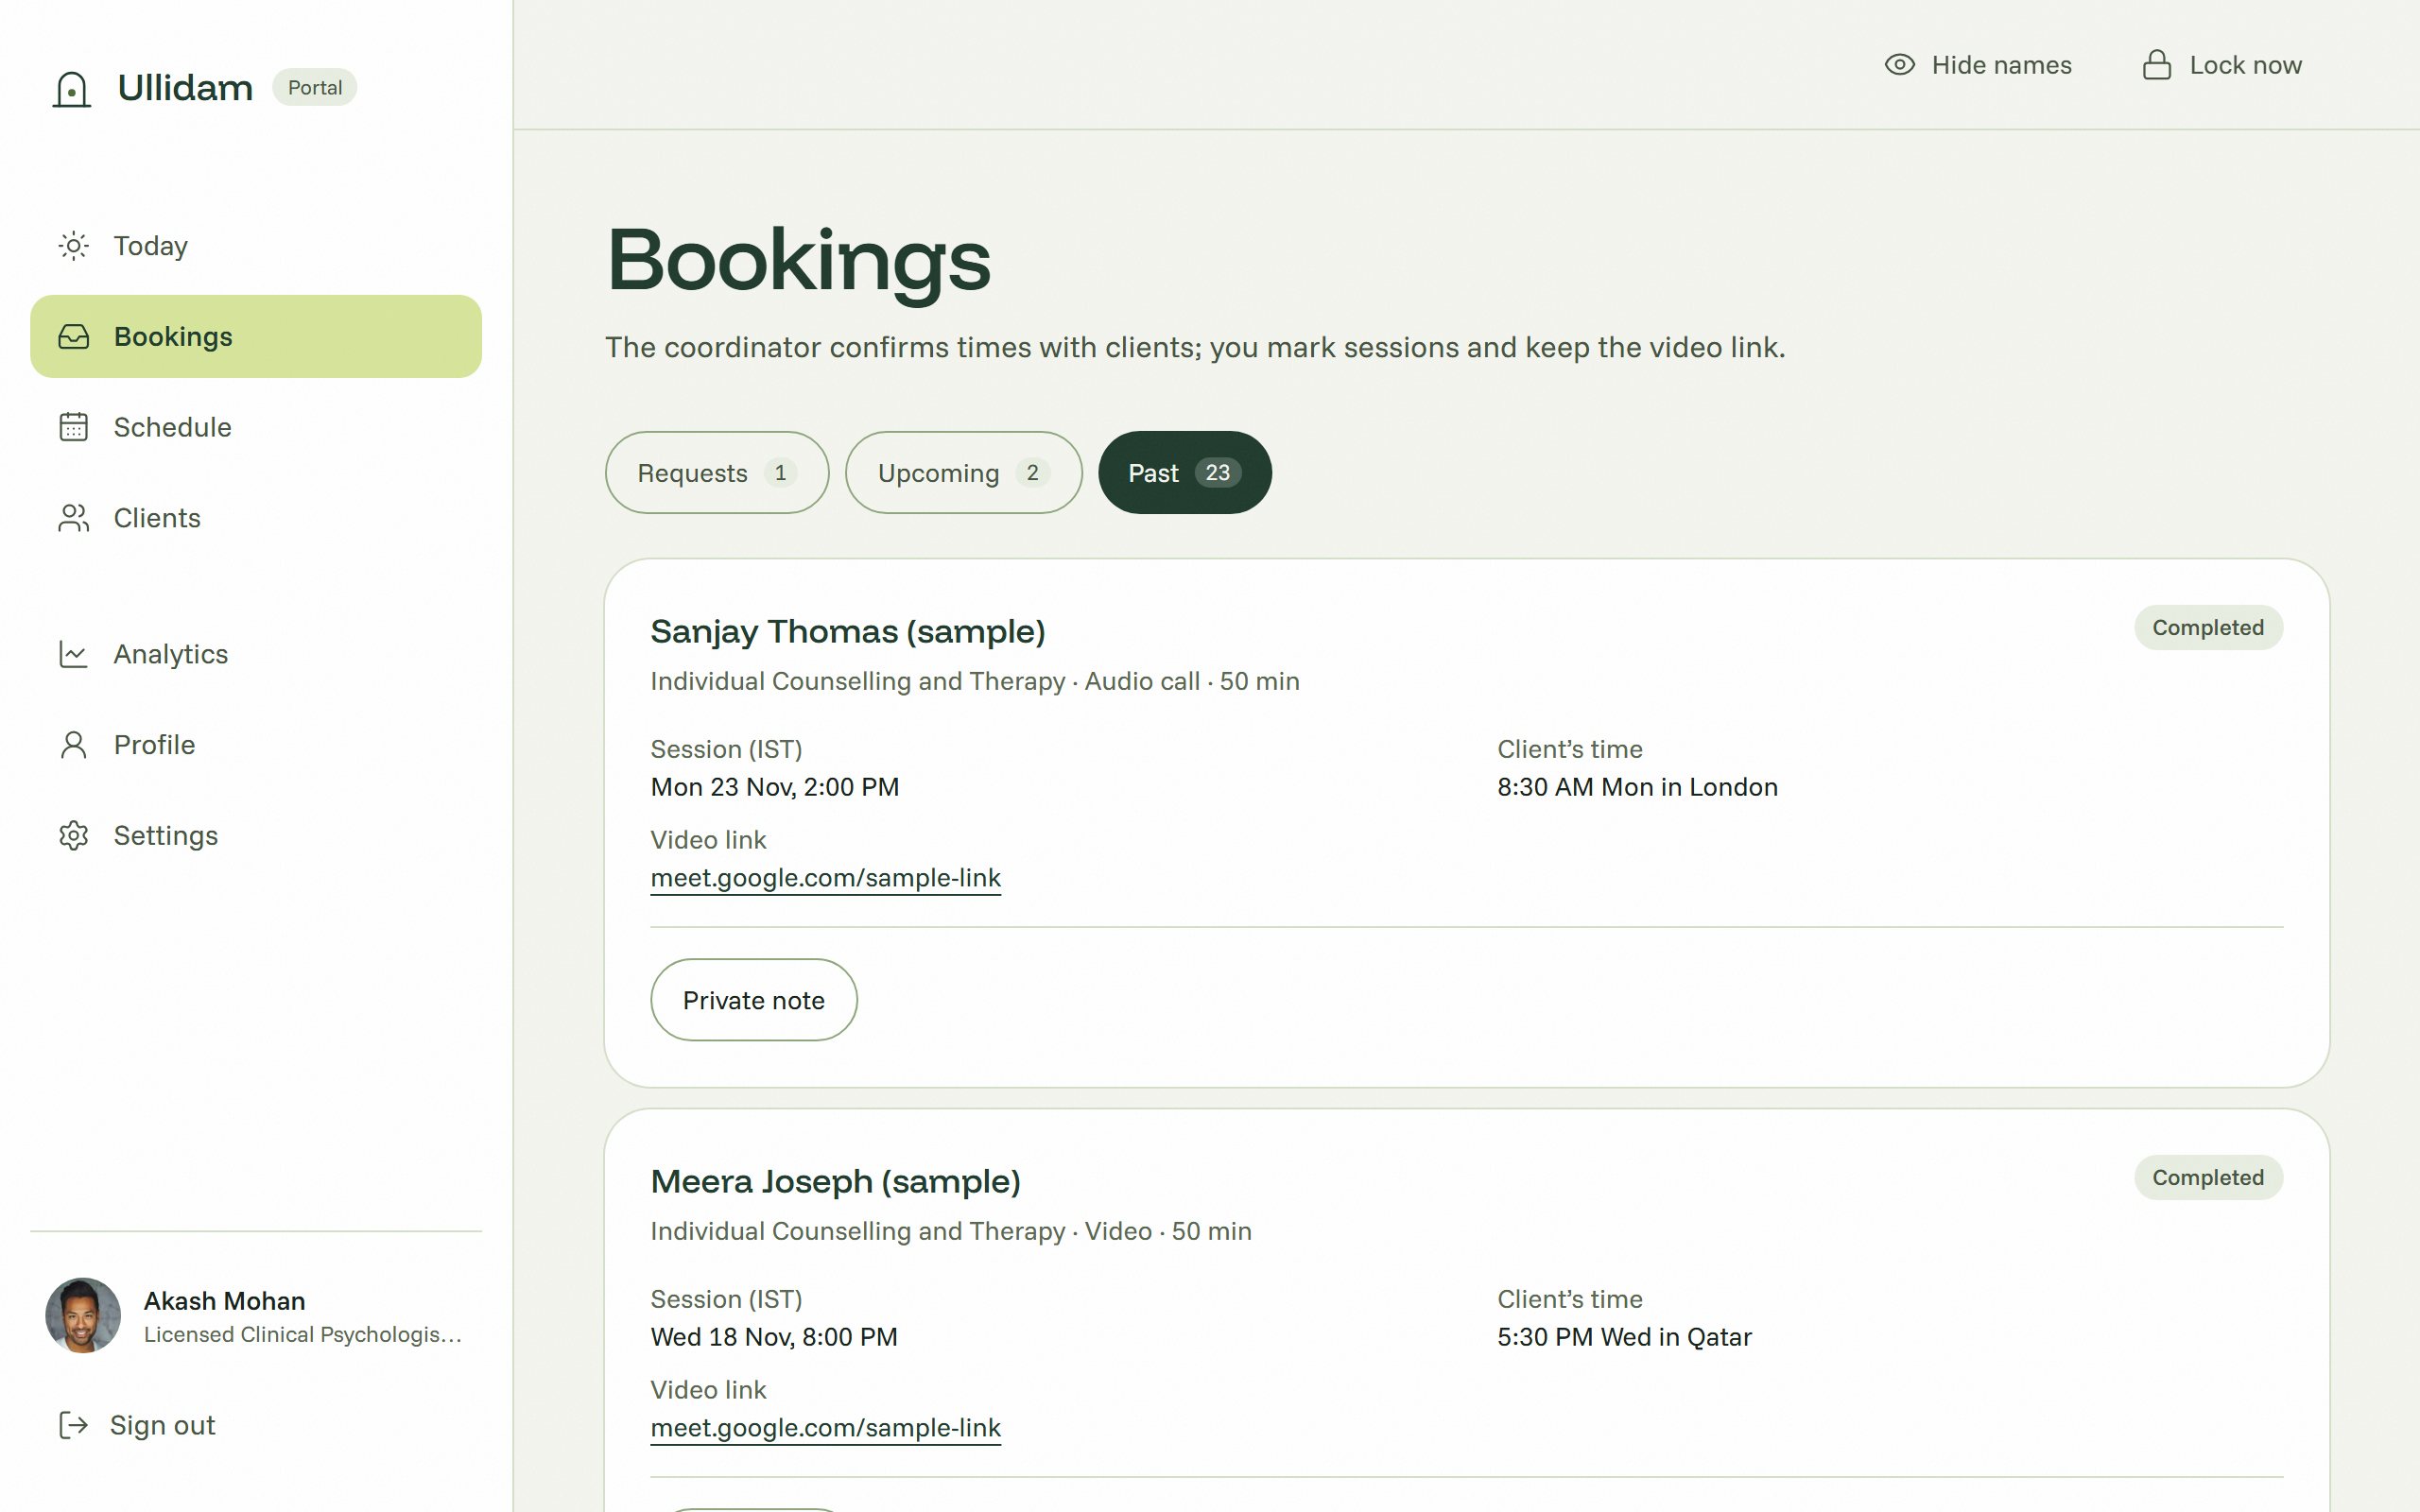 Ullidam Portal
Hide names
Lock now
Today
Bookings
Schedule
Clients
Analytics
Profile
Settings
Akash Mohan
Licensed Clinical Psychologis…
Sign out
Bookings
The coordinator confirms times with clients; you mark sessions and keep the video link.
Requests 1
Upcoming 2
Past 23
Sanjay Thomas (sample)
Completed
Individual Counselling and Therapy · Audio call · 50 min
Session (IST)
Mon 23 Nov, 2:00 PM
Client’s time
8:30 AM Mon in London
Video link
meet.google.com/sample-link
Private note
Meera Joseph (sample)
Completed
Individual Counselling and Therapy · Video · 50 min
Session (IST)
Wed 18 Nov, 8:00 PM
Client’s time
5:30 PM Wed in Qatar
Video link
meet.google.com/sample-link